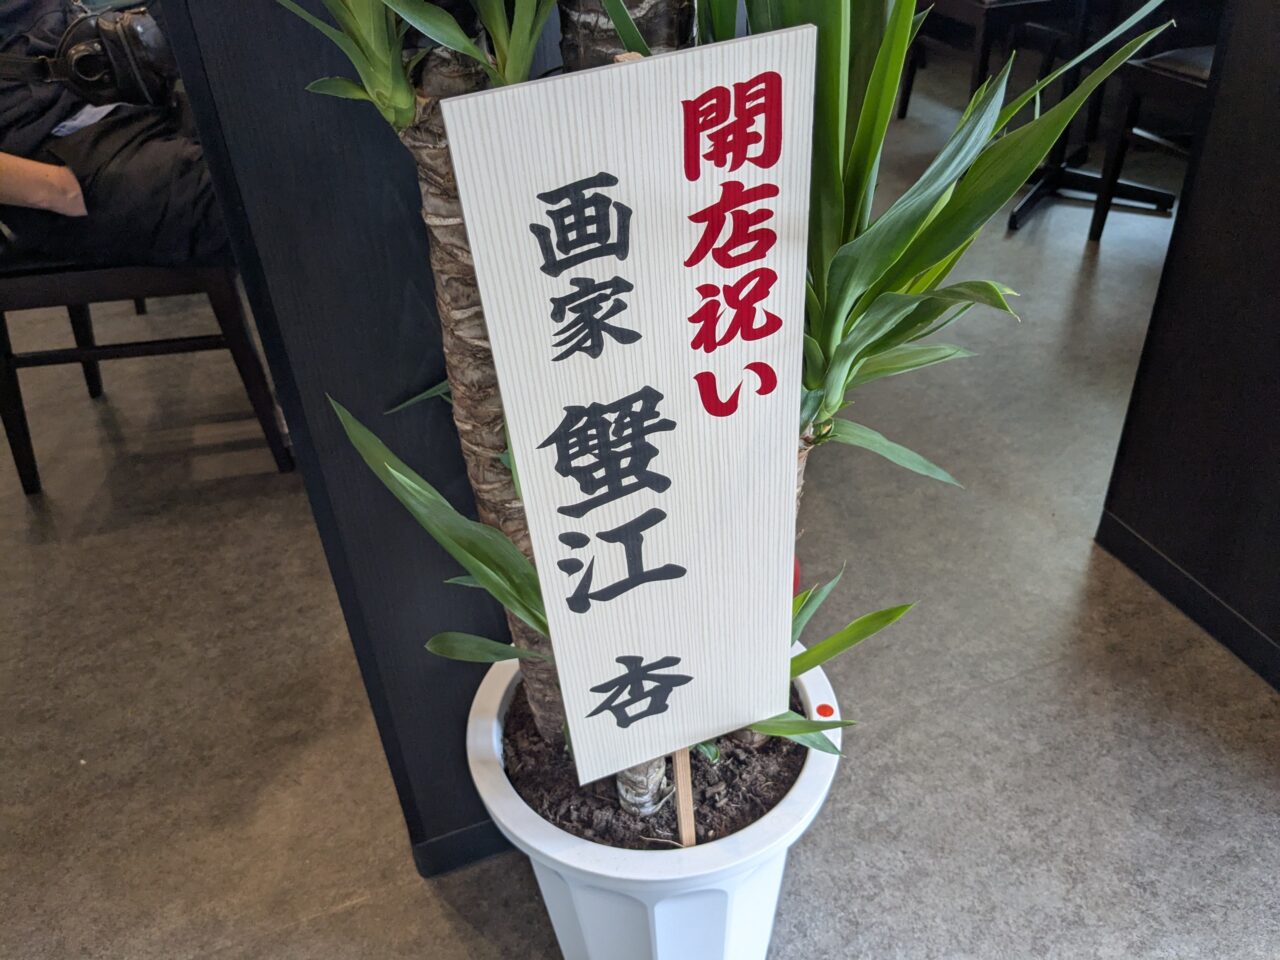 開店祝い
画家 蟹江 杏